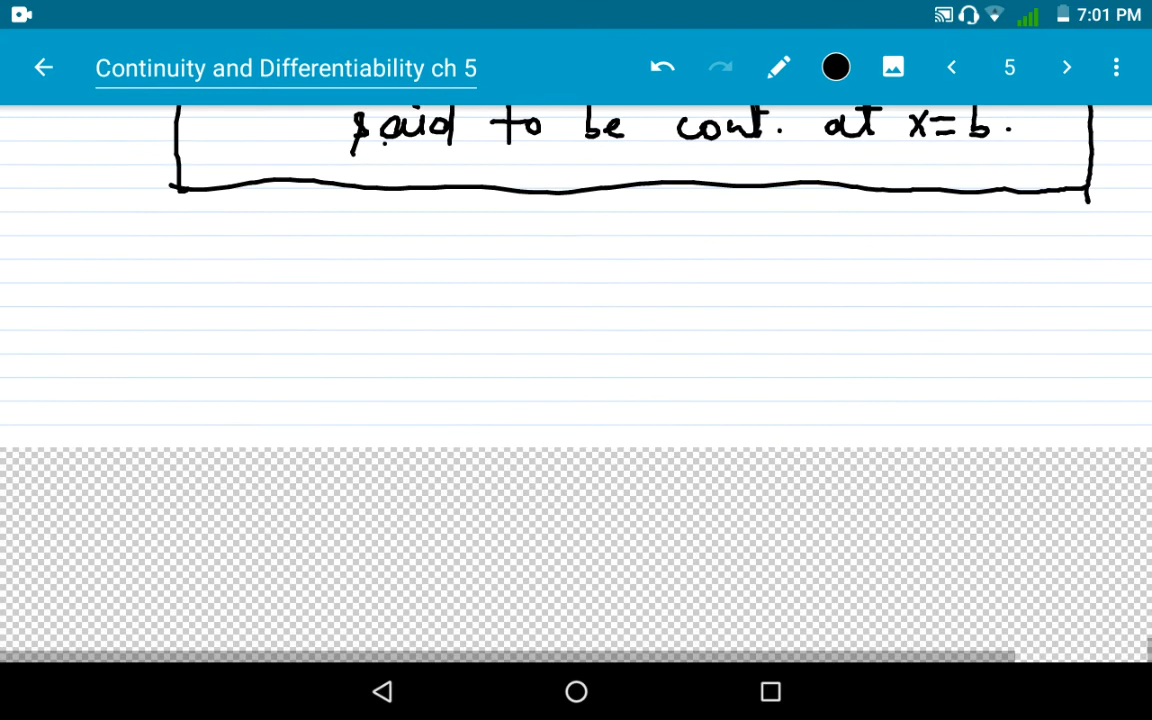 7:01 PM
Continuity and Differentiability ch 5
5
said to be cont. at x=b.